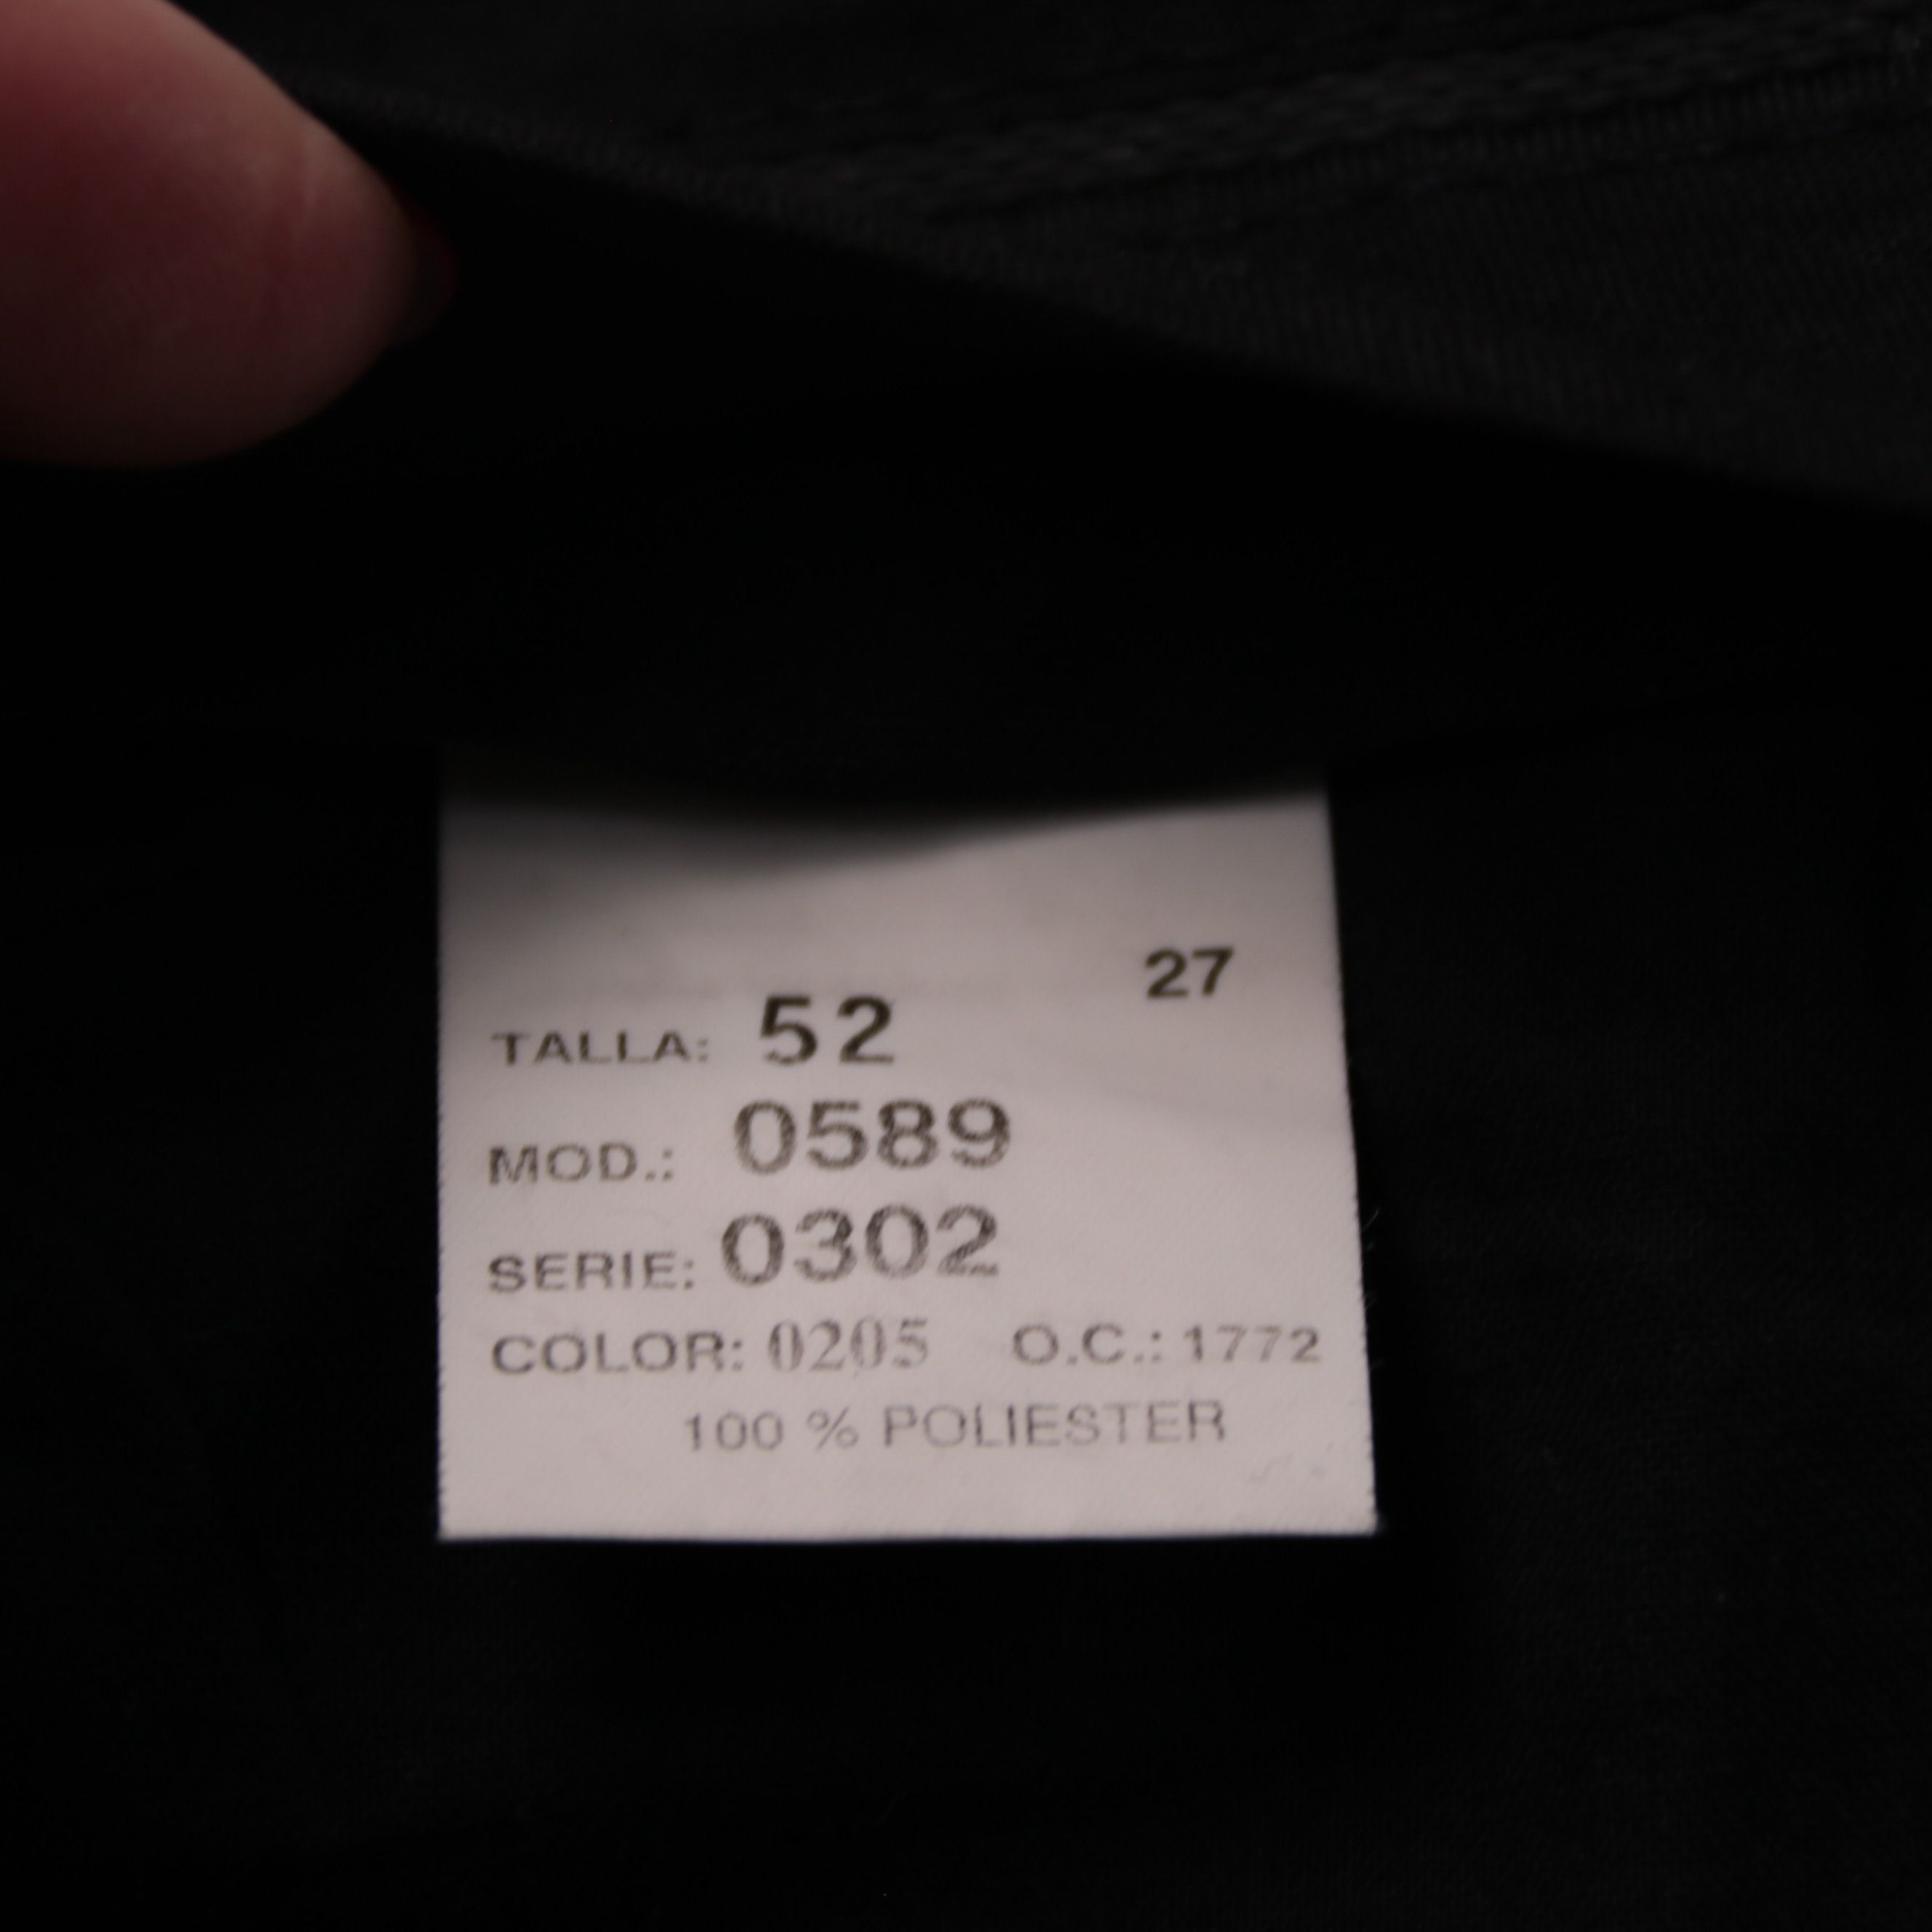 27
TALLA: 52
MOD.: 0589
SERIE: 0302
COLOR: 0205 O.C.: 1772
100 % POLIESTER